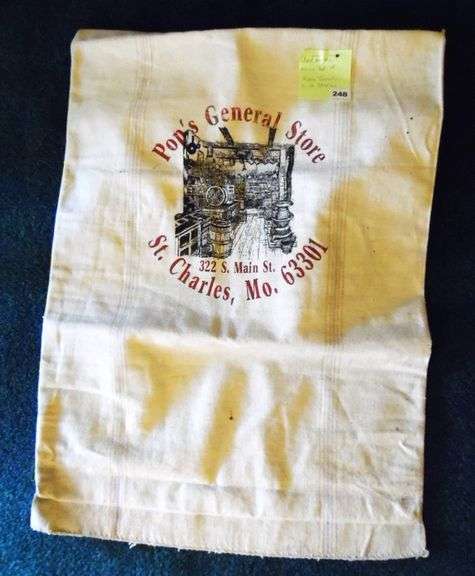 Pop's General Store
322 S. Main St.
St. Charles, Mo. 63301
248